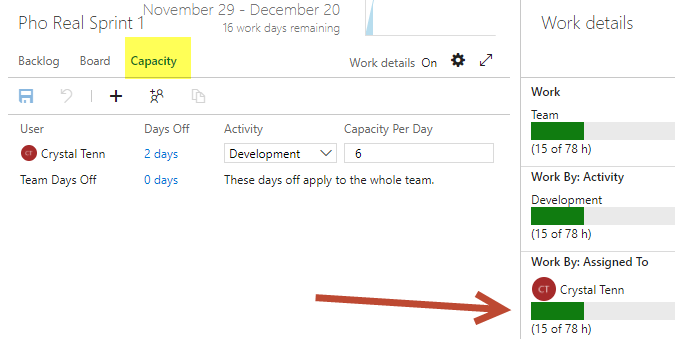 Pho Real Sprint 1
November 29 - December 20
16 work days remaining
Work details
Backlog Board Capacity
Work details On
User Days Off Activity Capacity Per Day
CT Crystal Tenn 2 days Development 6
Team Days Off 0 days These days off apply to the whole team.
Work
Team
(15 of 78 h)
Work By: Activity
Development
(15 of 78 h)
Work By: Assigned To
CT Crystal Tenn
(15 of 78 h)